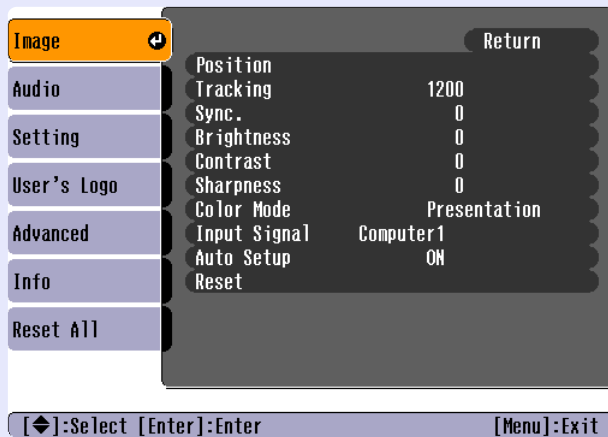 Image
Audio
Setting
User's Logo
Advanced
Info
Reset All
Return
Position
Tracking 1200
Sync. 0
Brightness 0
Contrast 0
Sharpness 0
Color Mode Presentation
Input Signal Computer1
Auto Setup ON
Reset
[◆]:Select [Enter]:Enter [Menu]:Exit